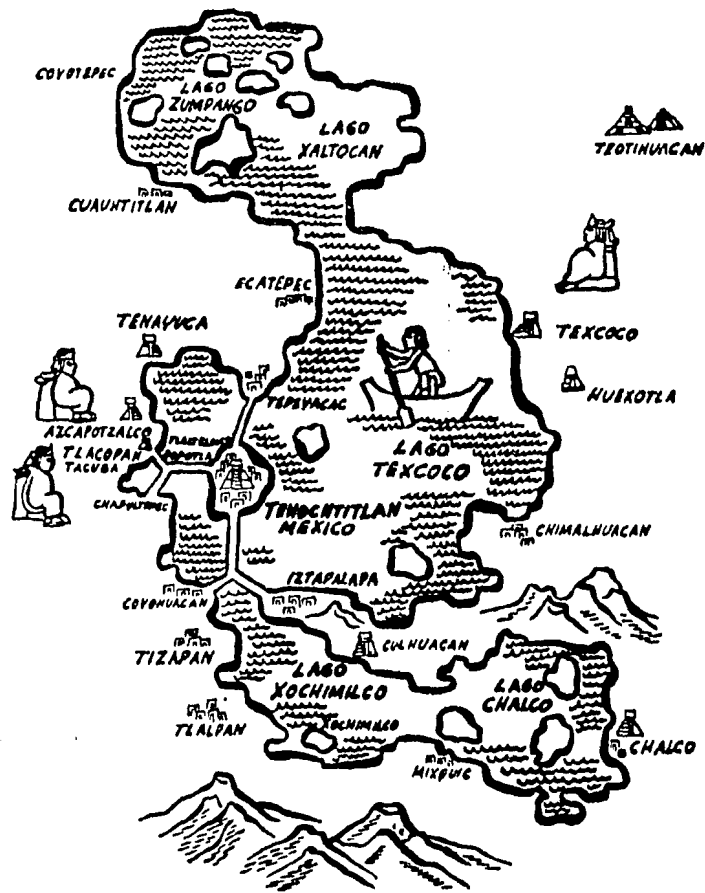 COYOTEPEC
LAGO
ZUMPANGO
LAGO
XALTOCAN
TEOTIHUACAN
CUAUHTITLAN
ECATEPEC
TENAYUCA
TEXCOCO
HUEXOTLA
TEPEYACAC
AZCAPOTZALCO
TLACOPAN
TACUBA
POPOTLA
CHAPULTEPEC
LAGO
TEXCOCO
TENOCHTITLAN
MEXICO
CHIMALHUACAN
IZTAPALAPA
COYOHUACAN
TIZAPAN
CULHUACAN
LAGO
XOCHIMILCO
LAGO
CHALCO
TLALPAN
XOCHIMILCO
MIXQUIC
CHALCO